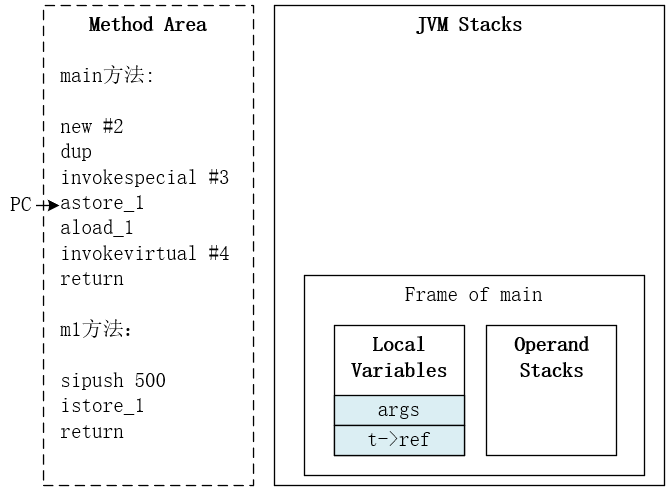 Method Area
main方法:
new #2
dup
invokespecial #3
PC
astore_1
aload_1
invokevirtual #4
return
m1方法：
sipush 500
istore_1
return
JVM Stacks
Frame of main
Local
Variables
args
t->ref
Operand
Stacks